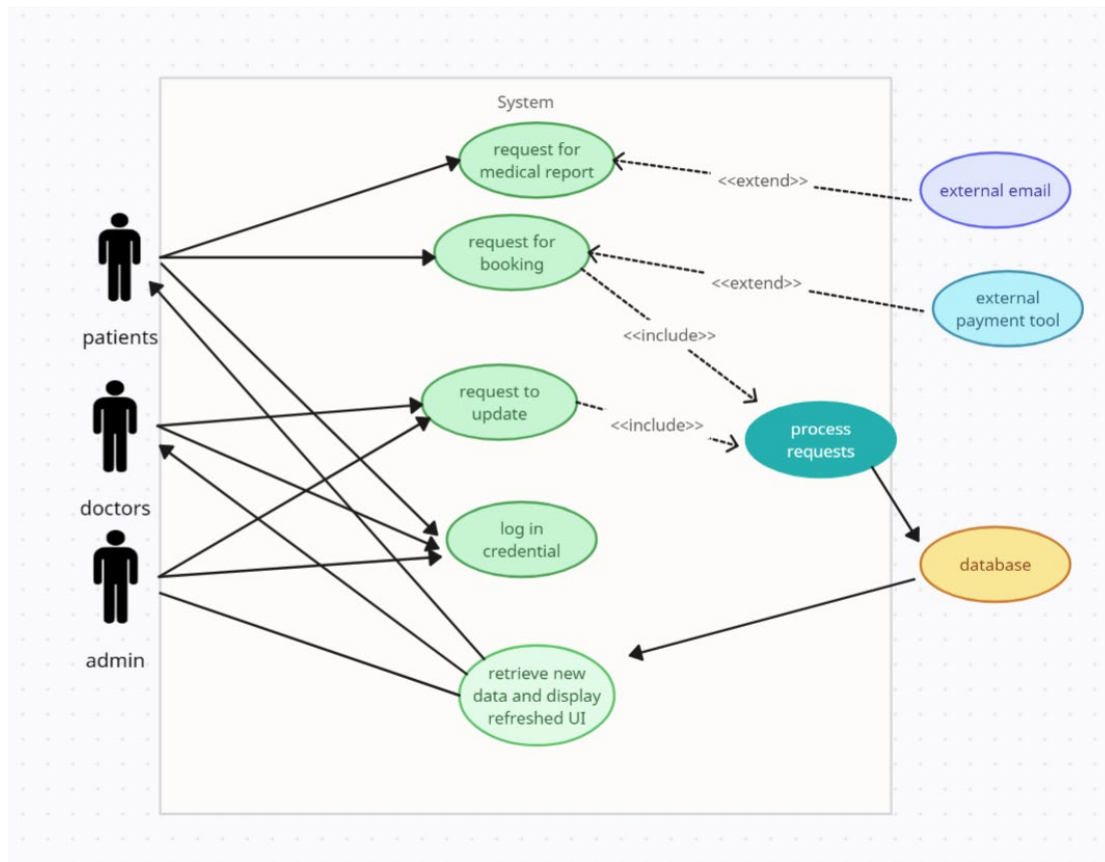 System
request for
medical report
<<extend>>
external email
request for
booking
<<extend>>
external
payment tool
<<include>>
patients
request to
update
<<include>>
process
requests
doctors
log in
credential
database
admin
retrieve new
data and display
refreshed UI